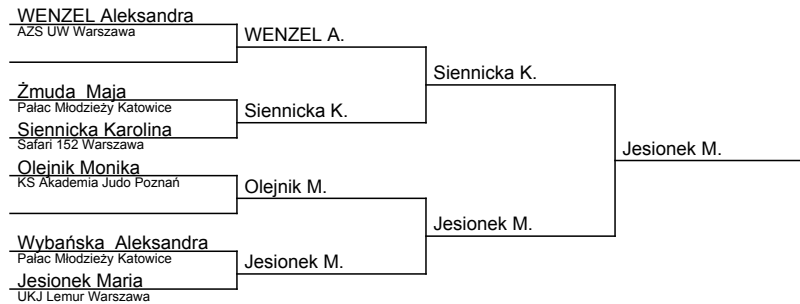 WENZEL Aleksandra
AZS UW Warszawa
WENZEL A.
Siennicka K.
Żmuda  Maja
Pałac Młodzieży Katowice
Siennicka K.
Siennicka Karolina
Safari 152 Warszawa
Jesionek M.
Olejnik Monika
KS Akademia Judo Poznań
Olejnik M.
Jesionek M.
Wybańska  Aleksandra
Pałac Młodzieży Katowice
Jesionek M.
Jesionek Maria
UKJ Lemur Warszawa